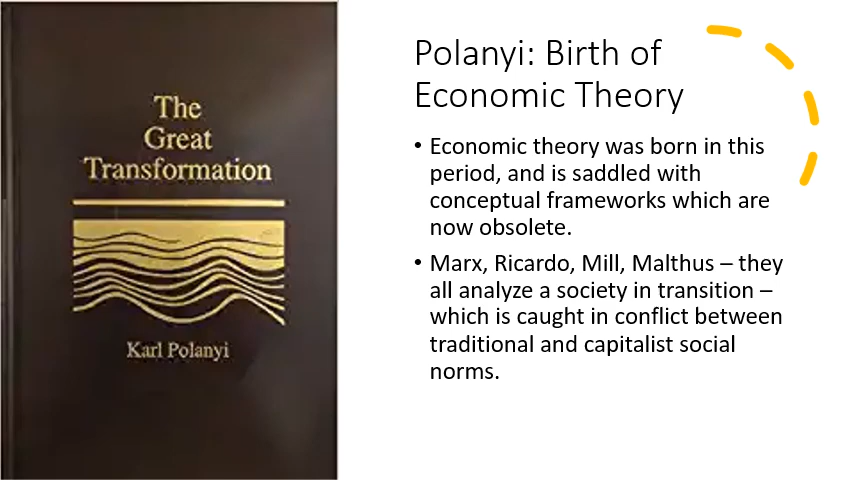 The
Great
Transformation
Karl Polanyi
Polanyi: Birth of
Economic Theory
• Economic theory was born in this
period, and is saddled with
conceptual frameworks which are
now obsolete.
• Marx, Ricardo, Mill, Malthus – they
all analyze a society in transition –
which is caught in conflict between
traditional and capitalist social
norms.